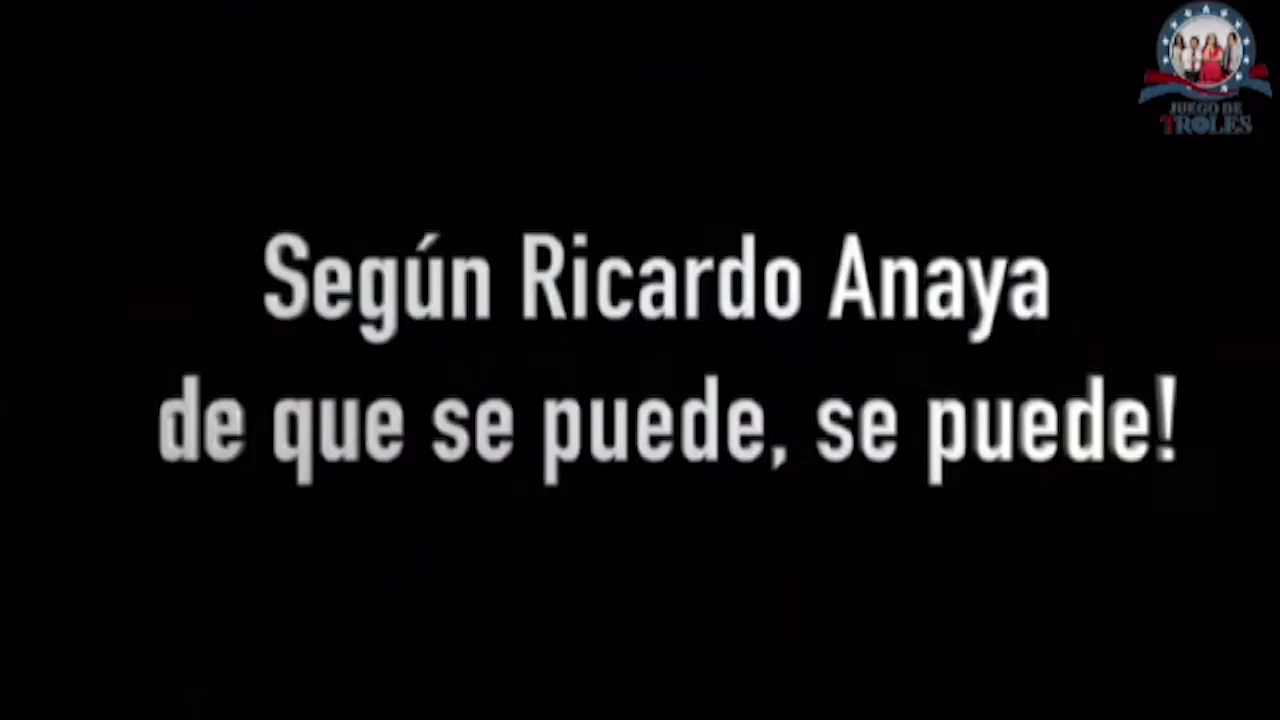 JUEGO DE
TROLES
Según Ricardo Anaya
de que se puede, se puede!